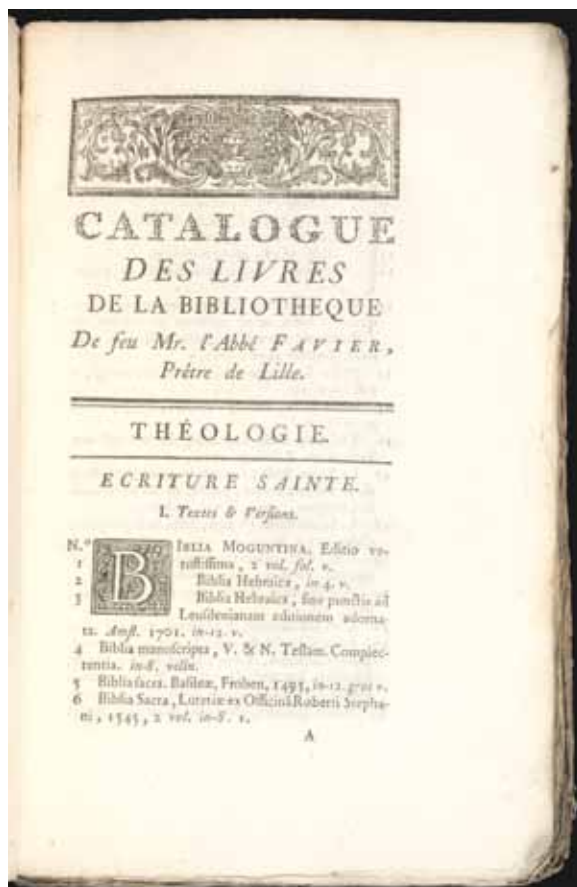 CATALOGUE
DES LIVRES
DE LA BIBLIOTHEQUE
De feu Mr. l'Abbé FAVIER,
Prêtre de Lille.
THÉOLOGIE.
ECRITURE SAINTE.
I. Textes & Versions.
N.º
1 BIBLIA MOGUNTINA. Editio ve-
tustissima, 2 vol. fol. v.
2 Biblia Hebraica, in 4. v.
3 Biblia Hebraica, sine punctis ad
Leusdenianam editionem adorna-
ta. Amst. 1701. in-12. v.
4 Biblia manuscripta, V. & N. Testam. Complec-
tentia. in-8. velin.
5 Biblia sacra. Basileæ, Froben, 1495, in-12. gros v.
6 Biblia Sacra, Lutetiæ ex Officinâ Roberti Stepha-
ni, 1545, 2 vol. in-8. v.
A